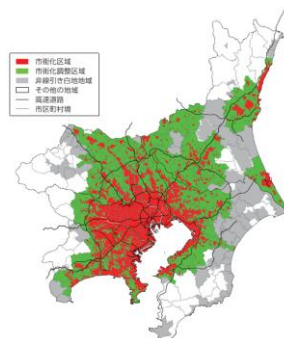 市街化区域
市街化調整区域
非線引き白地地域
その他の地域
高速道路
市区町村境